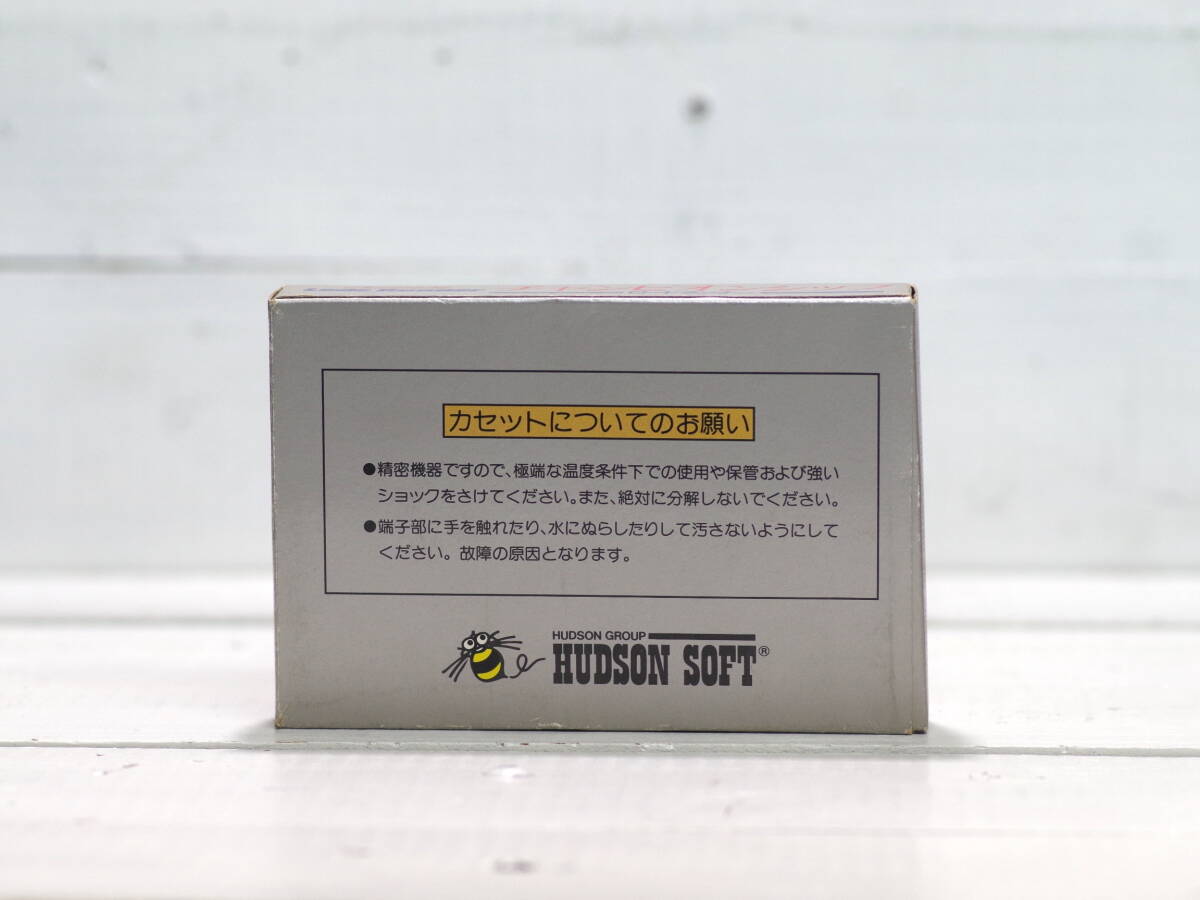 カセットについてのお願い
●精密機器ですので、極端な温度条件下での使用や保管および強い
ショックをさけてください。また、絶対に分解しないでください。
●端子部に手を触れたり、水にぬらしたりして汚さないようにして
ください。故障の原因となります。
HUDSON GROUP
HUDSON SOFT®